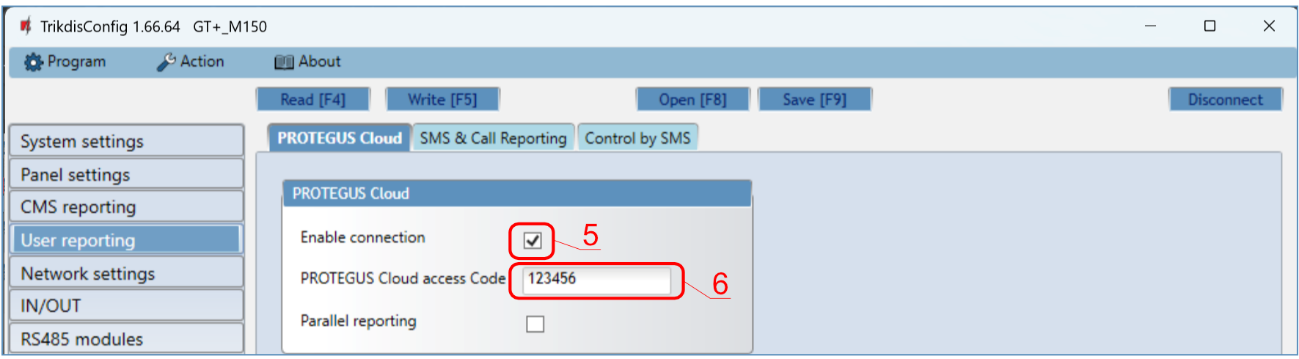 TrikdisConfig 1.66.64 GT+_M150
Program Action About
Read [F4] Write [F5] Open [F8] Save [F9] Disconnect
System settings
Panel settings
CMS reporting
User reporting
Network settings
IN/OUT
RS485 modules
PROTEGUS Cloud SMS & Call Reporting Control by SMS
PROTEGUS Cloud
Enable connection 5
PROTEGUS Cloud access Code 123456 6
Parallel reporting